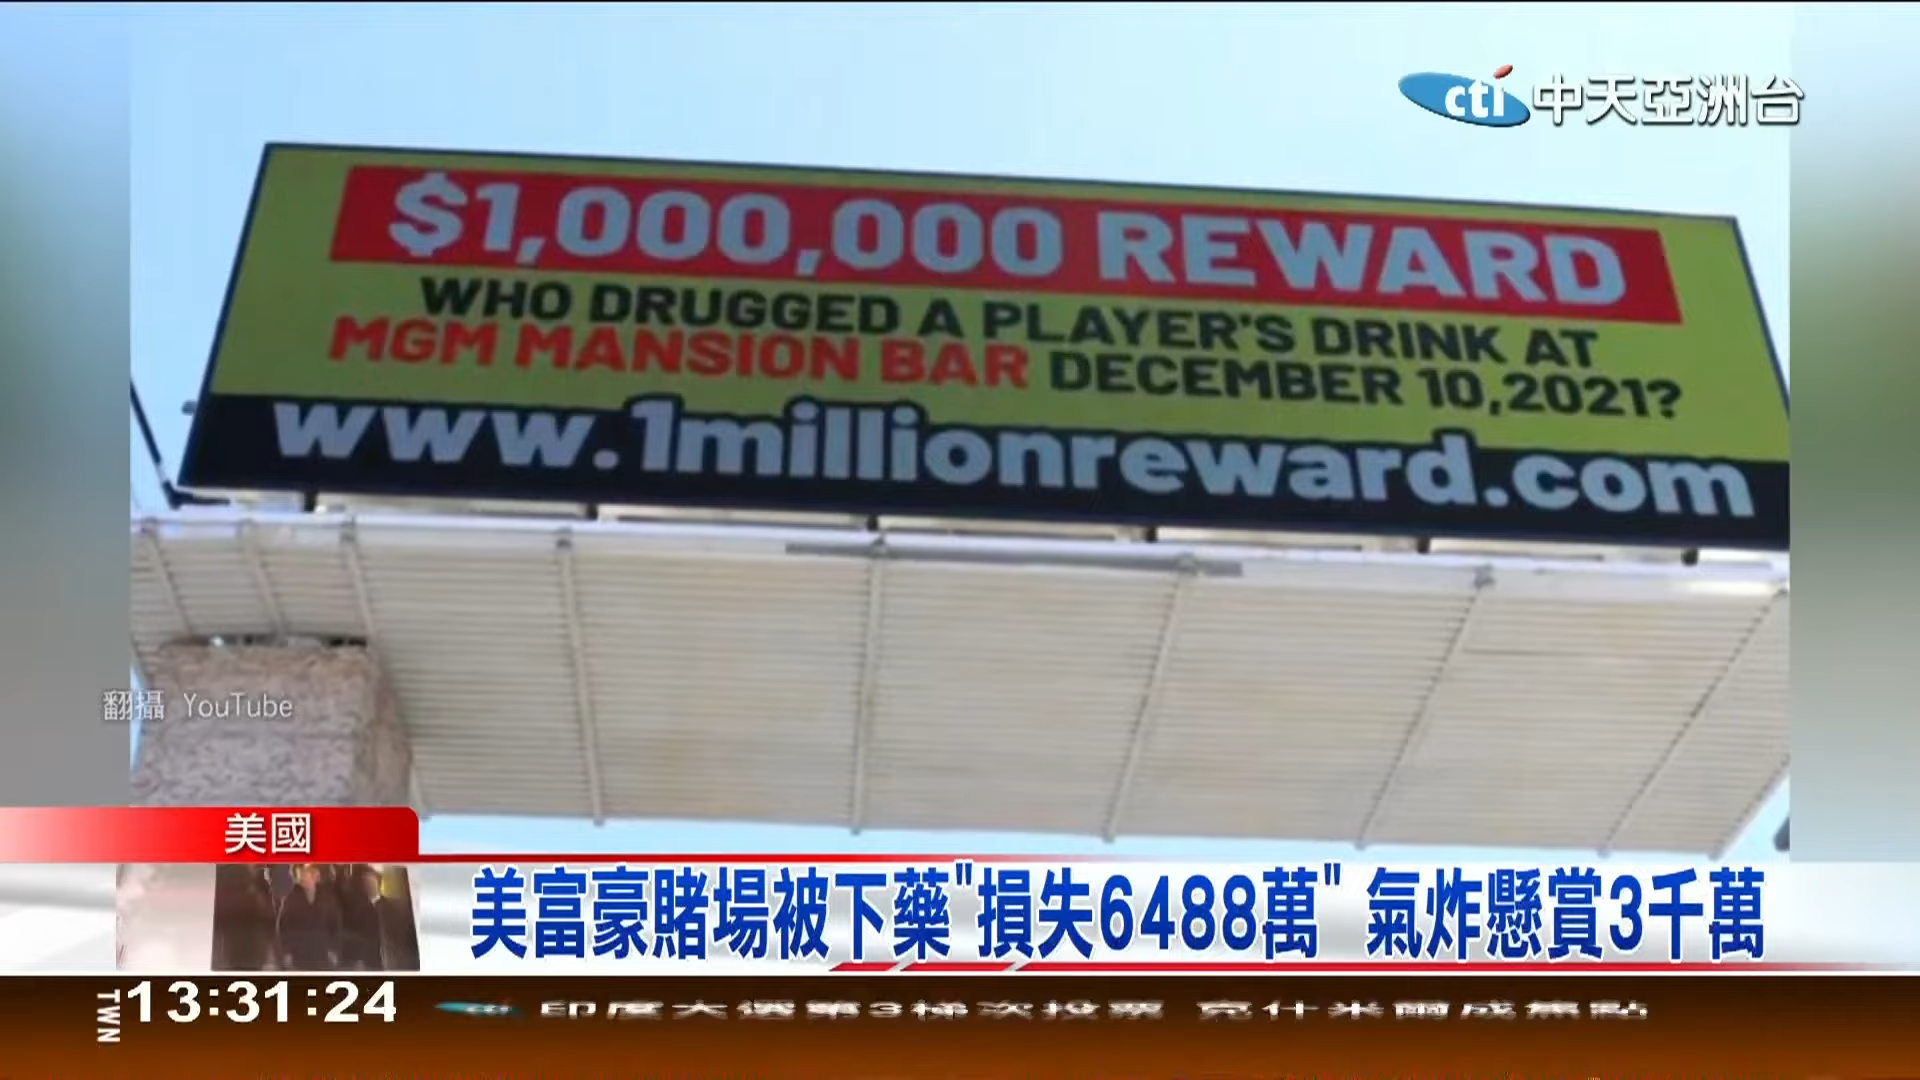 cti 中天亞洲台
$1,000,000 REWARD
WHO DRUGGED A PLAYER'S DRINK AT
MGM MANSION BAR DECEMBER 10,2021?
www.1millionreward.com
翻攝 YouTube
美國
美富豪賭場被下藥"損失6488萬" 氣炸懸賞3千萬
TWN 13:31:24